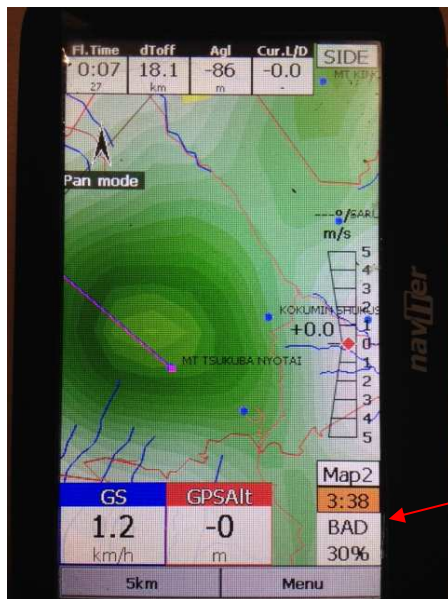 Fl.Time dToff Agl Cur.L/D SIDE
0:07 18.1 -86 -0.0
27 km m -
MT KING
Pan mode
---°/SARU
m/s
5
4
3
2
1
0
1
2
3
4
5
KOKUMIN SHUKUS
+0.0
MT TSUKUBA NYOTAI
naviter
Map2
GS GPSAlt 3:38
1.2 -0 BAD
km/h m 30%
5km Menu